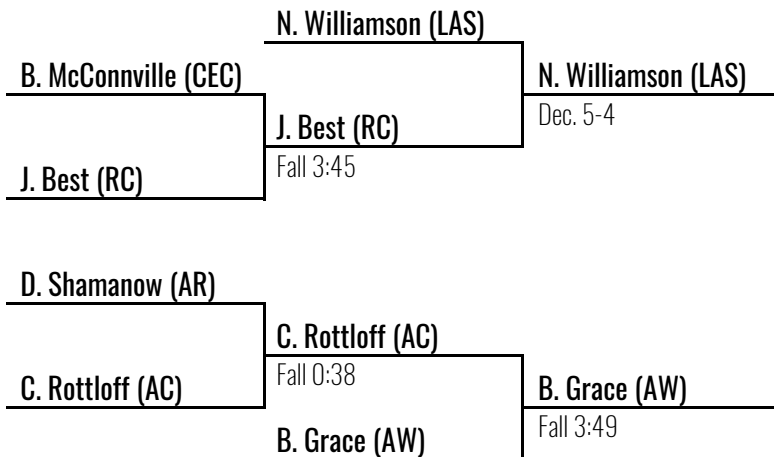 N. Williamson (LAS)
B. McConnville (CEC)
N. Williamson (LAS)
Dec. 5-4
J. Best (RC)
Fall 3:45
J. Best (RC)
D. Shamanow (AR)
C. Rottloff (AC)
Fall 0:38
C. Rottloff (AC)
B. Grace (AW)
Fall 3:49
B. Grace (AW)